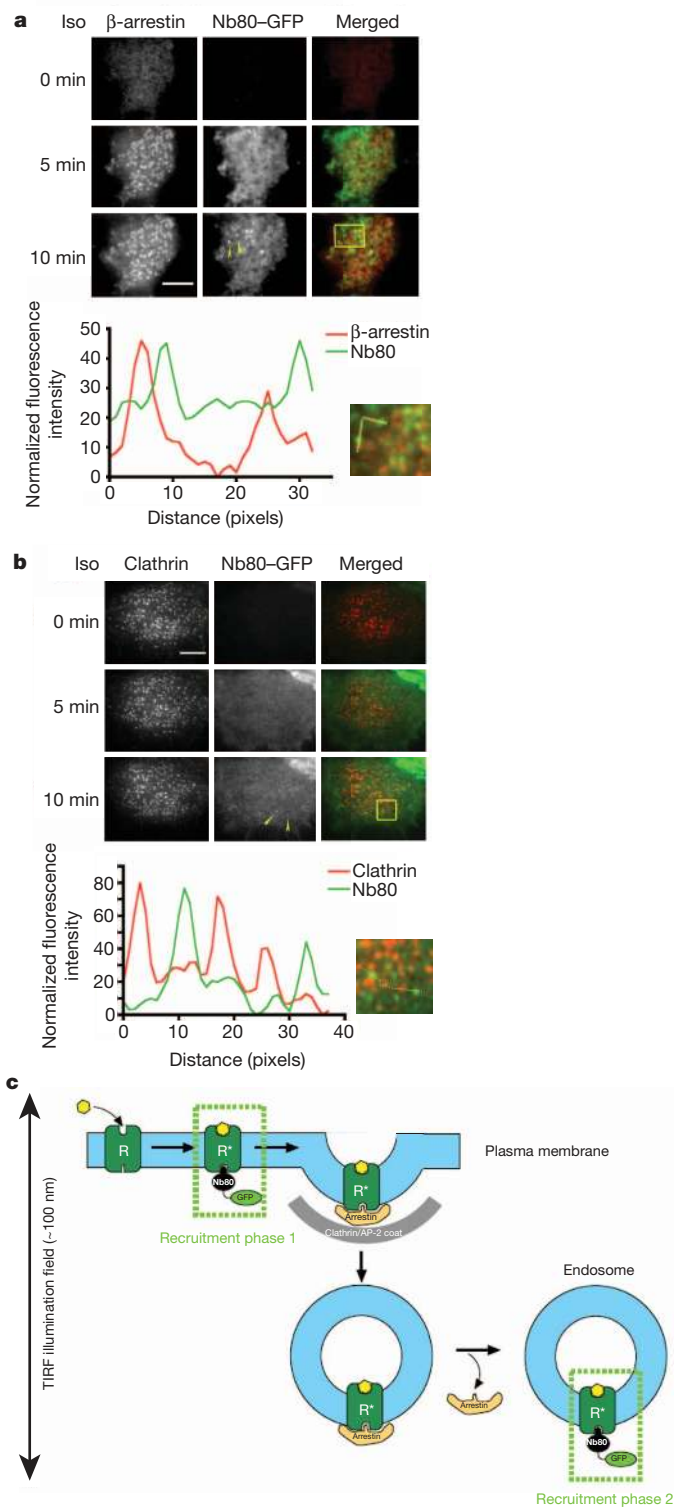 a Iso β-arrestin Nb80–GFP Merged
0 min
5 min
10 min
Normalized fluorescence
intensity
50
40
30
20
10
0
β-arrestin
Nb80
0 10 20 30
Distance (pixels)
b Iso Clathrin Nb80–GFP Merged
0 min
5 min
10 min
Normalized fluorescence
intensity
80
60
40
20
0
Clathrin
Nb80
0 10 20 30 40
Distance (pixels)
c
TIRF illumination field (~100 nm)
R
R*
Nb80
GFP
Recruitment phase 1
R*
Arrestin
Clathrin/AP-2 coat
Plasma membrane
Endosome
R*
Arrestin
Arrestin
R*
Nb80
GFP
Recruitment phase 2